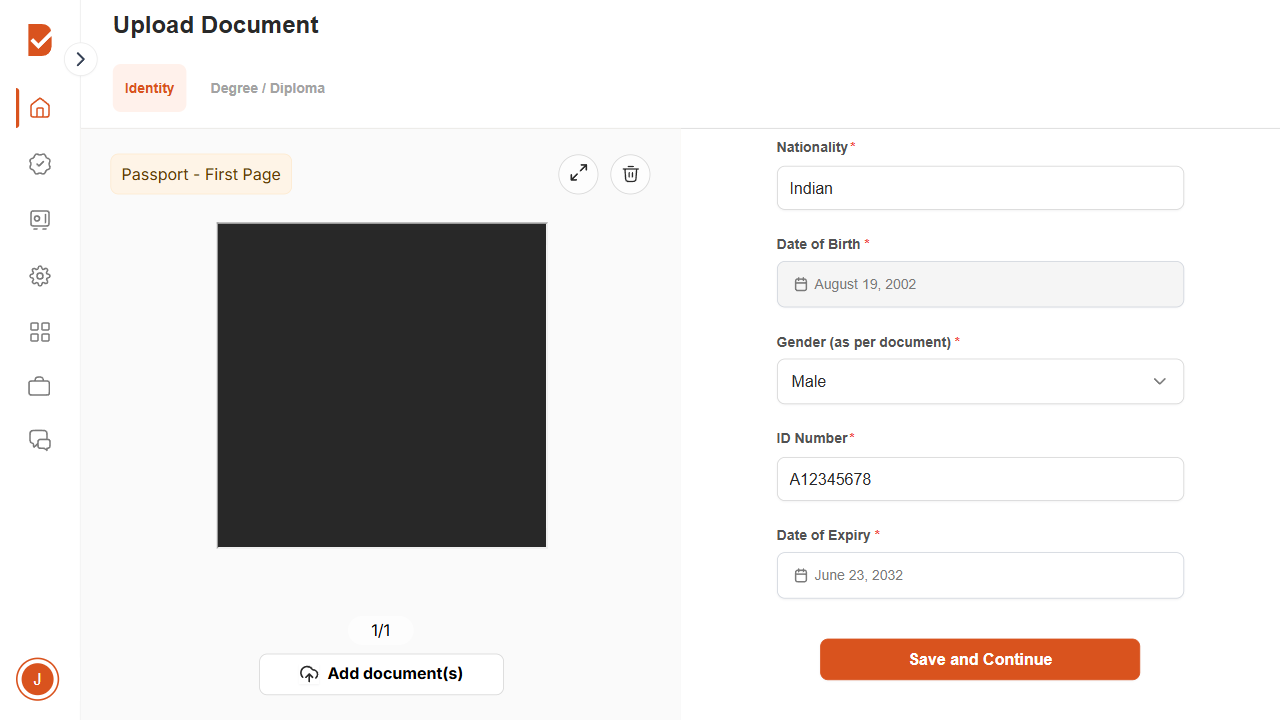 Upload Document
Identity
Degree / Diploma
Passport - First Page
1/1
Add document(s)
J
Nationality*
Indian
Date of Birth *
August 19, 2002
Gender (as per document) *
Male
ID Number*
A12345678
Date of Expiry *
June 23, 2032
Save and Continue